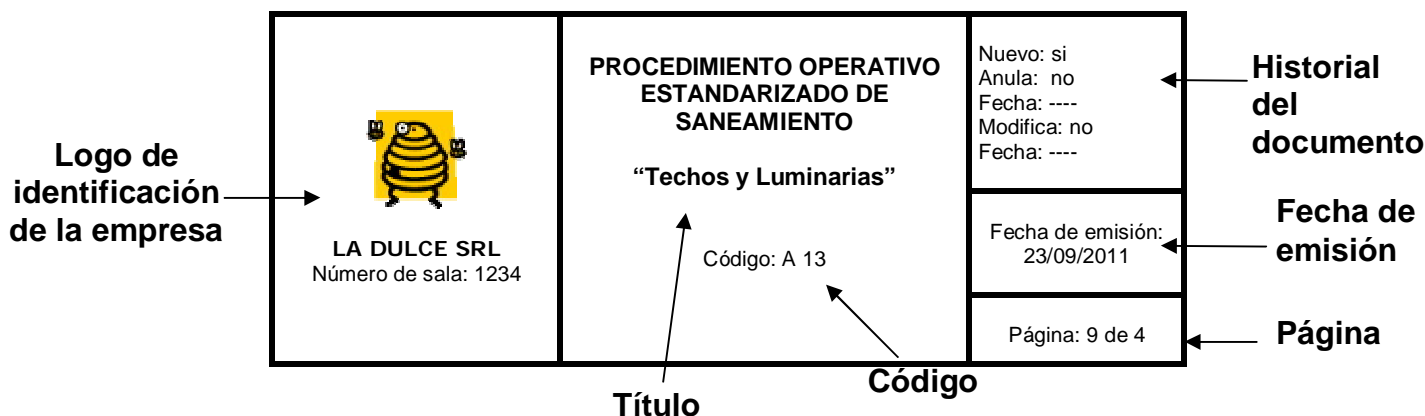 Logo de
identificación
de la empresa
LA DULCE SRL
Número de sala: 1234
PROCEDIMIENTO OPERATIVO
ESTANDARIZADO DE
SANEAMIENTO
“Techos y Luminarias”
Código: A 13
Nuevo: si
Anula: no
Fecha: ----
Modifica: no
Fecha: ----
Fecha de emisión:
23/09/2011
Página: 9 de 4
Historial
del
documento
Fecha de
emisión
Página
Código
Título